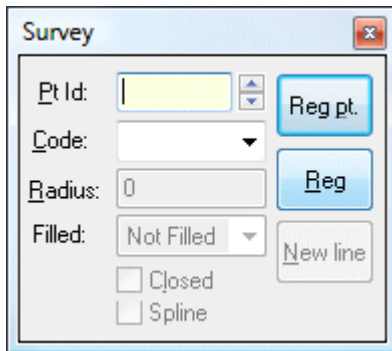 Survey
Pt Id:
Reg pt.
Code:
Radius: 0
Reg
Filled: Not Filled
New line
Closed
Spline